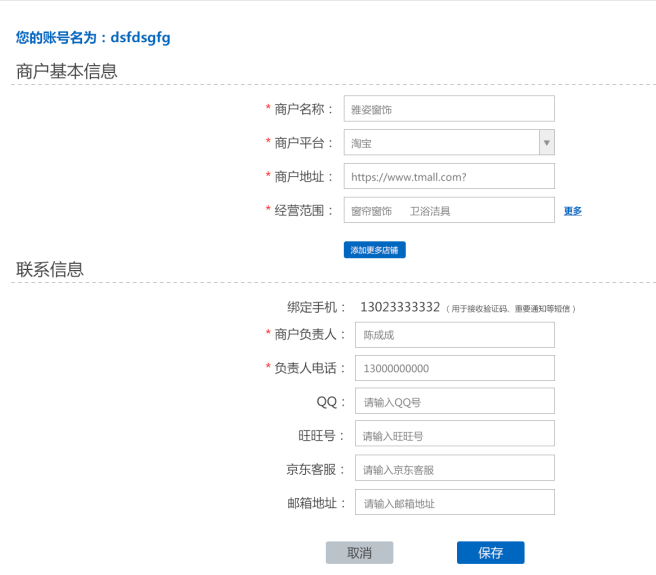 您的账号名为：dsfdsgfg
商户基本信息
* 商户名称： 雅姿窗饰
* 商户平台： 淘宝
* 商户地址： https://www.tmall.com?
* 经营范围： 窗帘窗饰 卫浴洁具 更多
添加更多店铺
联系信息
绑定手机： 13023333332 （用于接收验证码、重要通知等短信）
* 商户负责人： 陈成成
* 负责人电话： 13000000000
QQ： 请输入QQ号
旺旺号： 请输入旺旺号
京东客服： 请输入京东客服
邮箱地址： 请输入邮箱地址
取消 保存